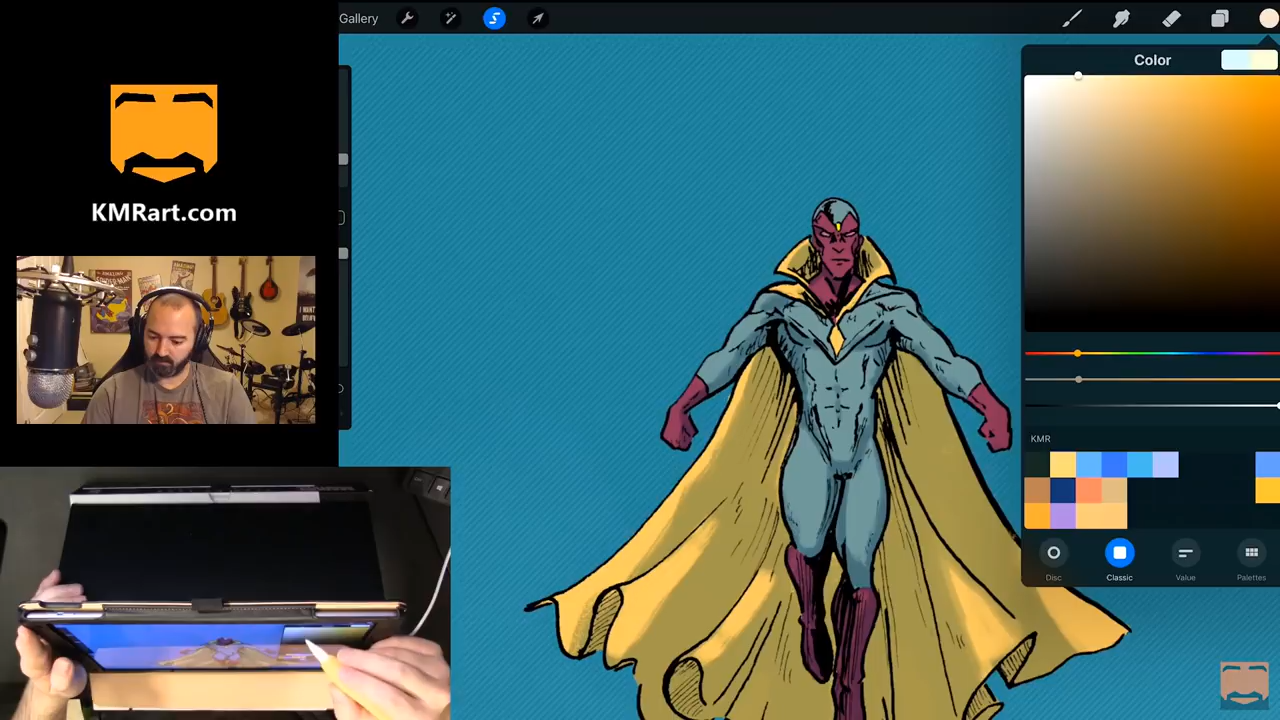 Gallery
Color
KMRart.com
KMR
Disc
Classic
Value
Palettes